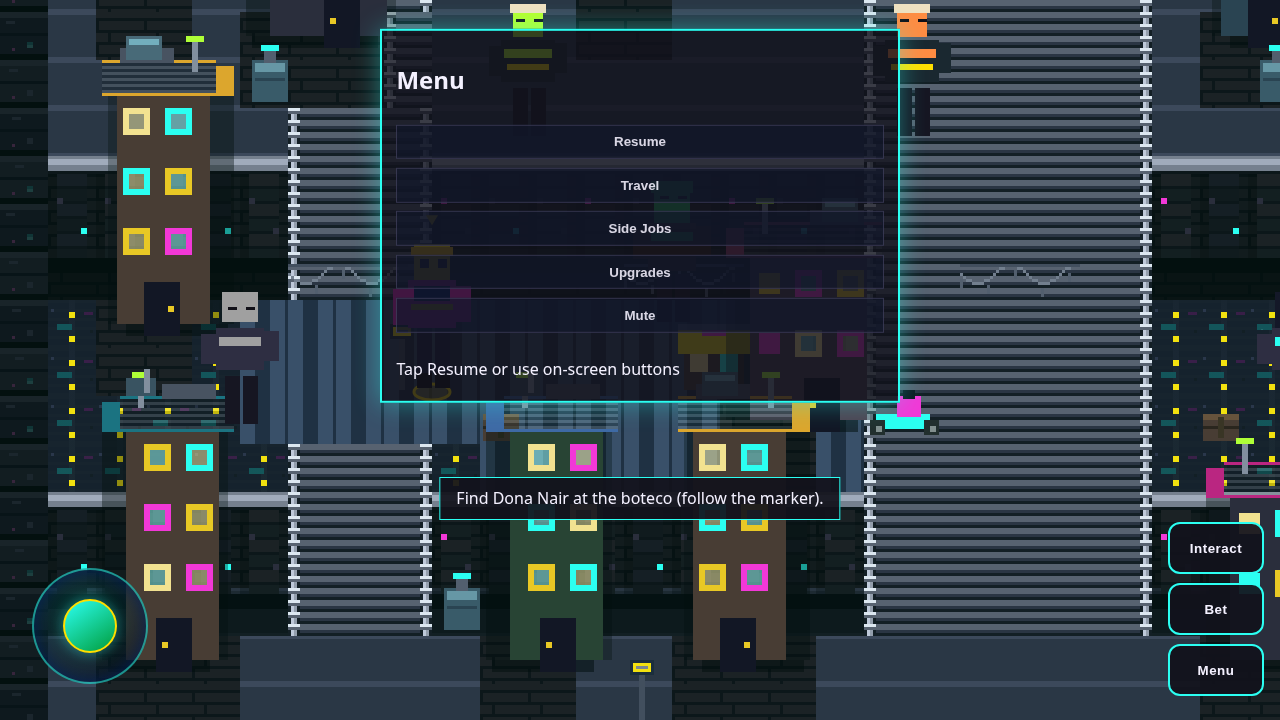 Menu
Resume
Travel
Side Jobs
Upgrades
Mute
Tap Resume or use on-screen buttons
Find Dona Nair at the boteco (follow the marker).
Interact
Bet
Menu